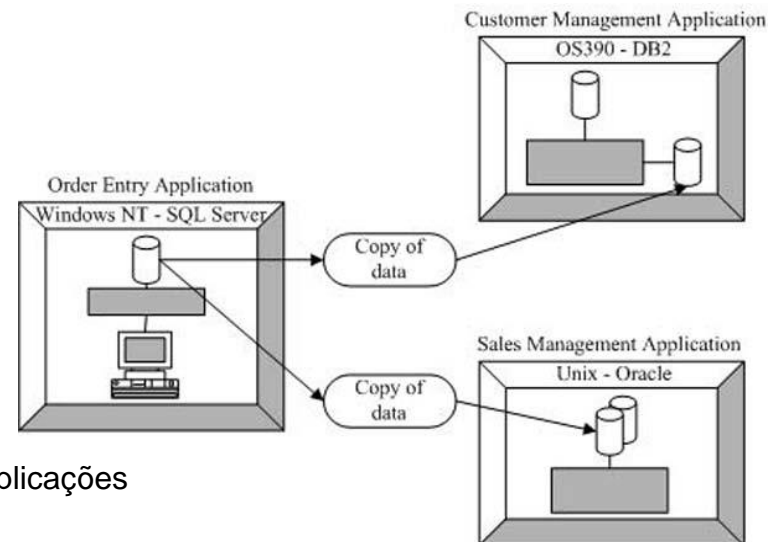 Customer Management Application
OS390 - DB2
Order Entry Application
Windows NT - SQL Server
Copy of
data
Sales Management Application
Unix - Oracle
Copy of
data
plicações